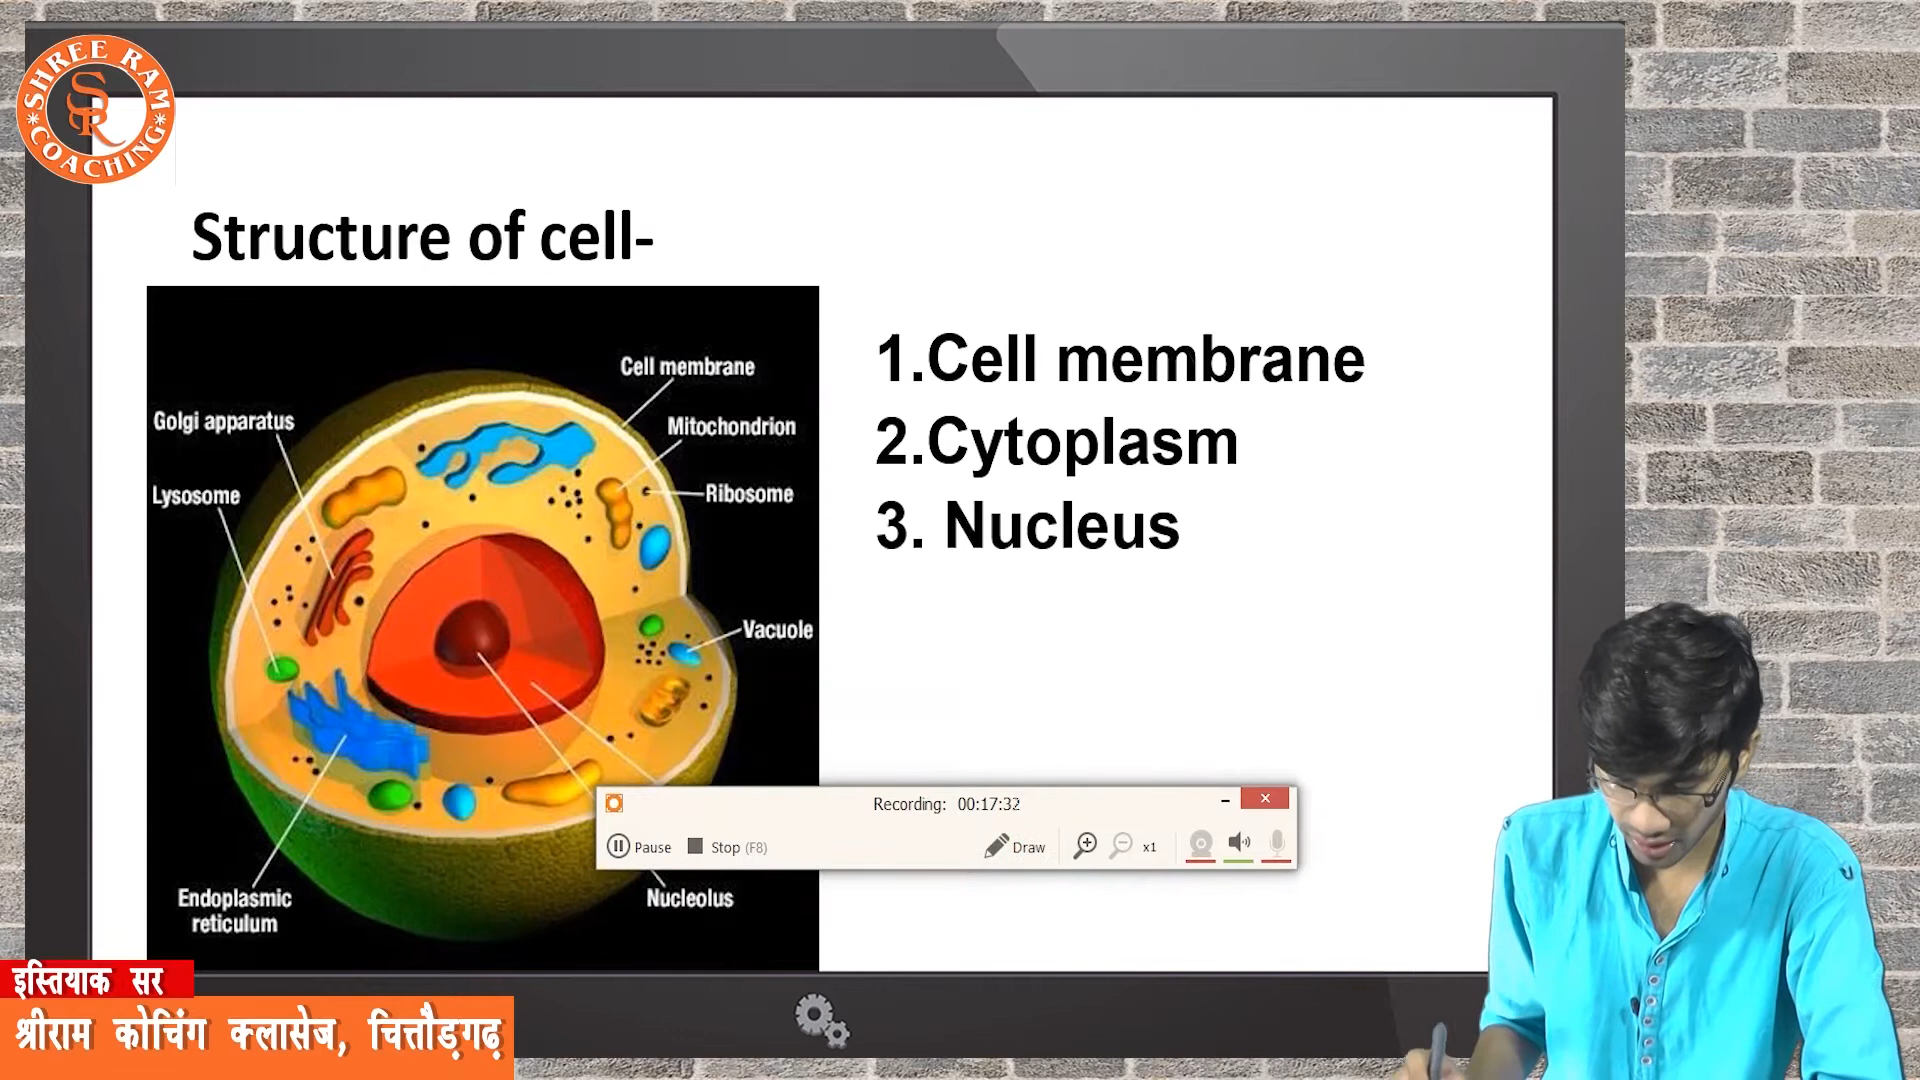 SHREE RAM
SR
COACHING
Structure of cell-
Cell membrane
Golgi apparatus
Mitochondrion
Lysosome
Ribosome
Vacuole
Endoplasmic
reticulum
Nucleolus
1.Cell membrane
2.Cytoplasm
3. Nucleus
Recording: 00:17:32
Pause
Stop (F8)
Draw
x1
इस्तियाक सर
श्रीराम कोचिंग क्लासेज, चित्तौड़गढ़